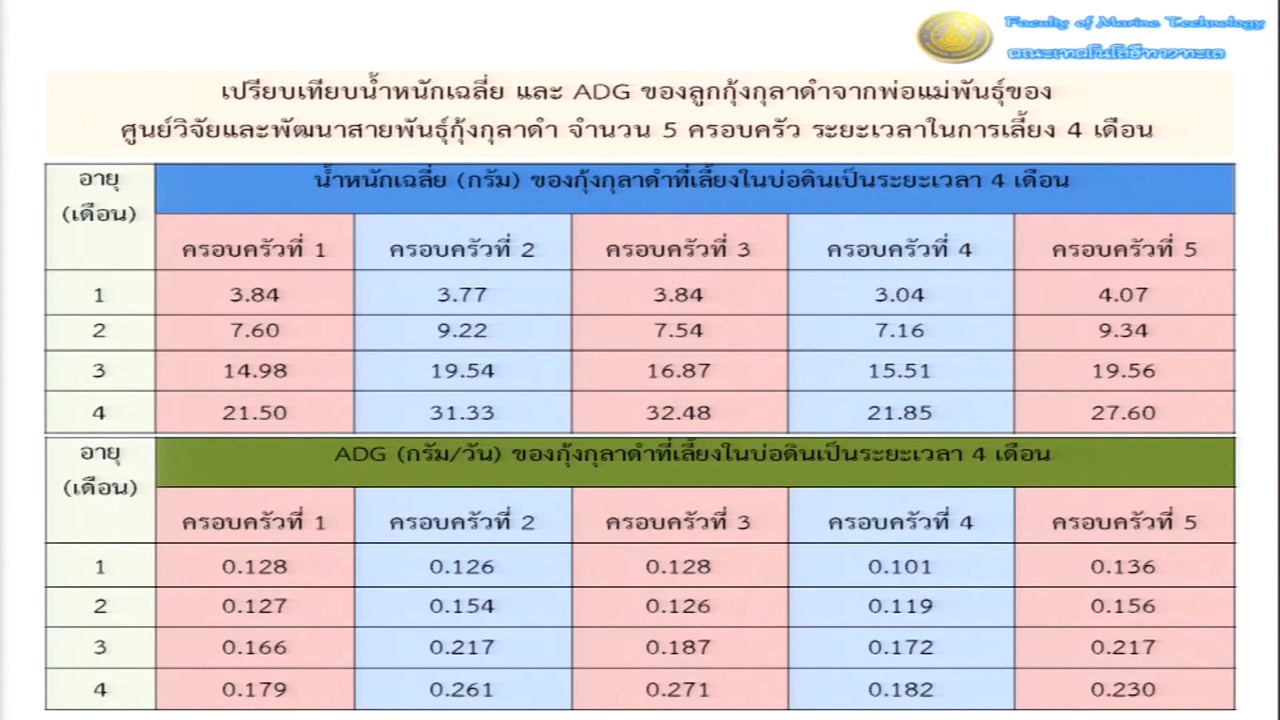 Faculty of Marine Technology
คณะเทคโนโลยีทางทะเล
เปรียบเทียบน้ำหนักเฉลี่ย และ ADG ของลูกกุ้งกุลาดำจากพ่อแม่พันธุ์ของ
ศูนย์วิจัยและพัฒนาสายพันธุ์กุ้งกุลาดำ จำนวน 5 ครอบครัว ระยะเวลาในการเลี้ยง 4 เดือน
อายุ น้ำหนักเฉลี่ย (กรัม) ของกุ้งกุลาดำที่เลี้ยงในบ่อดินเป็นระยะเวลา 4 เดือน
(เดือน)
ครอบครัวที่ 1 ครอบครัวที่ 2 ครอบครัวที่ 3 ครอบครัวที่ 4 ครอบครัวที่ 5
1 3.84 3.77 3.84 3.04 4.07
2 7.60 9.22 7.54 7.16 9.34
3 14.98 19.54 16.87 15.51 19.56
4 21.50 31.33 32.48 21.85 27.60
อายุ ADG (กรัม/วัน) ของกุ้งกุลาดำที่เลี้ยงในบ่อดินเป็นระยะเวลา 4 เดือน
(เดือน)
ครอบครัวที่ 1 ครอบครัวที่ 2 ครอบครัวที่ 3 ครอบครัวที่ 4 ครอบครัวที่ 5
1 0.128 0.126 0.128 0.101 0.136
2 0.127 0.154 0.126 0.119 0.156
3 0.166 0.217 0.187 0.172 0.217
4 0.179 0.261 0.271 0.182 0.230